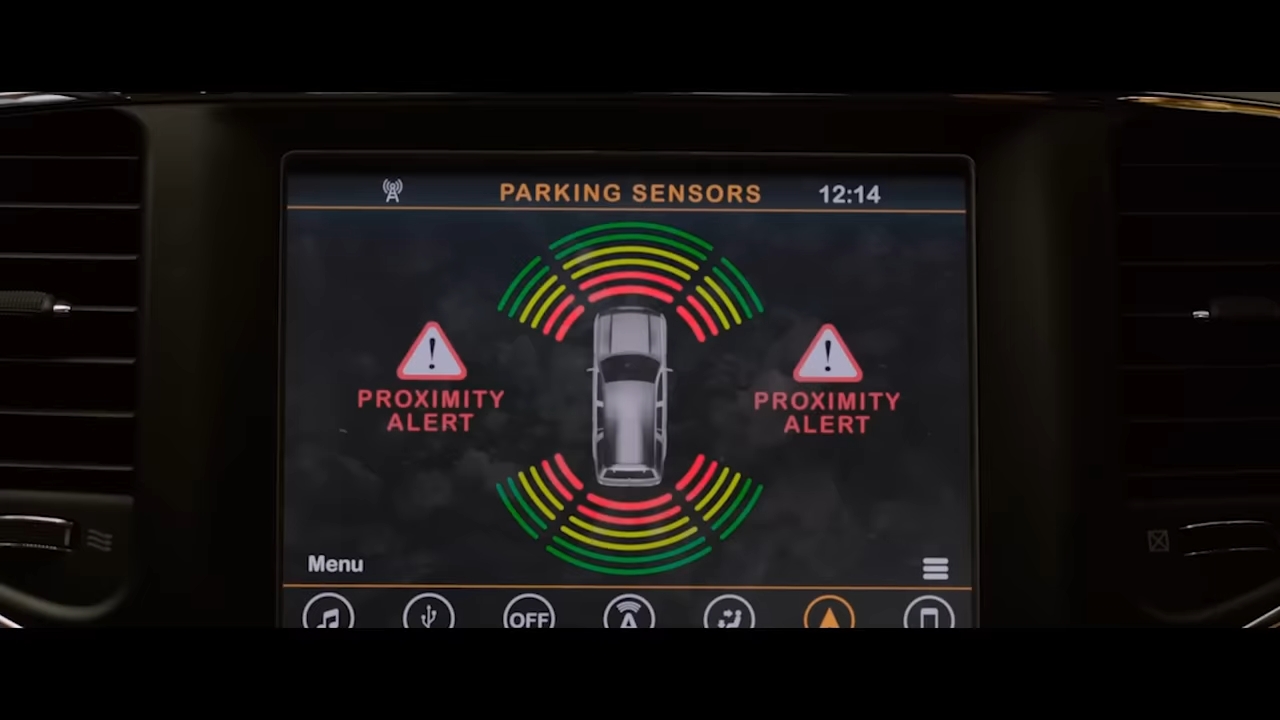 PARKING SENSORS 12:14
PROXIMITY
ALERT
PROXIMITY
ALERT
Menu
OFF
A